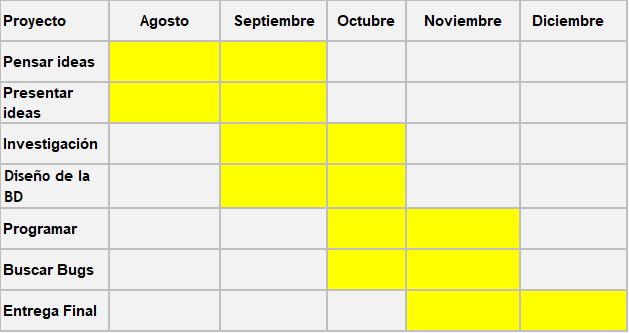 Proyecto Agosto Septiembre Octubre Noviembre Diciembre
Pensar ideas
Presentar
ideas
Investigación
Diseño de la
BD
Programar
Buscar Bugs
Entrega Final